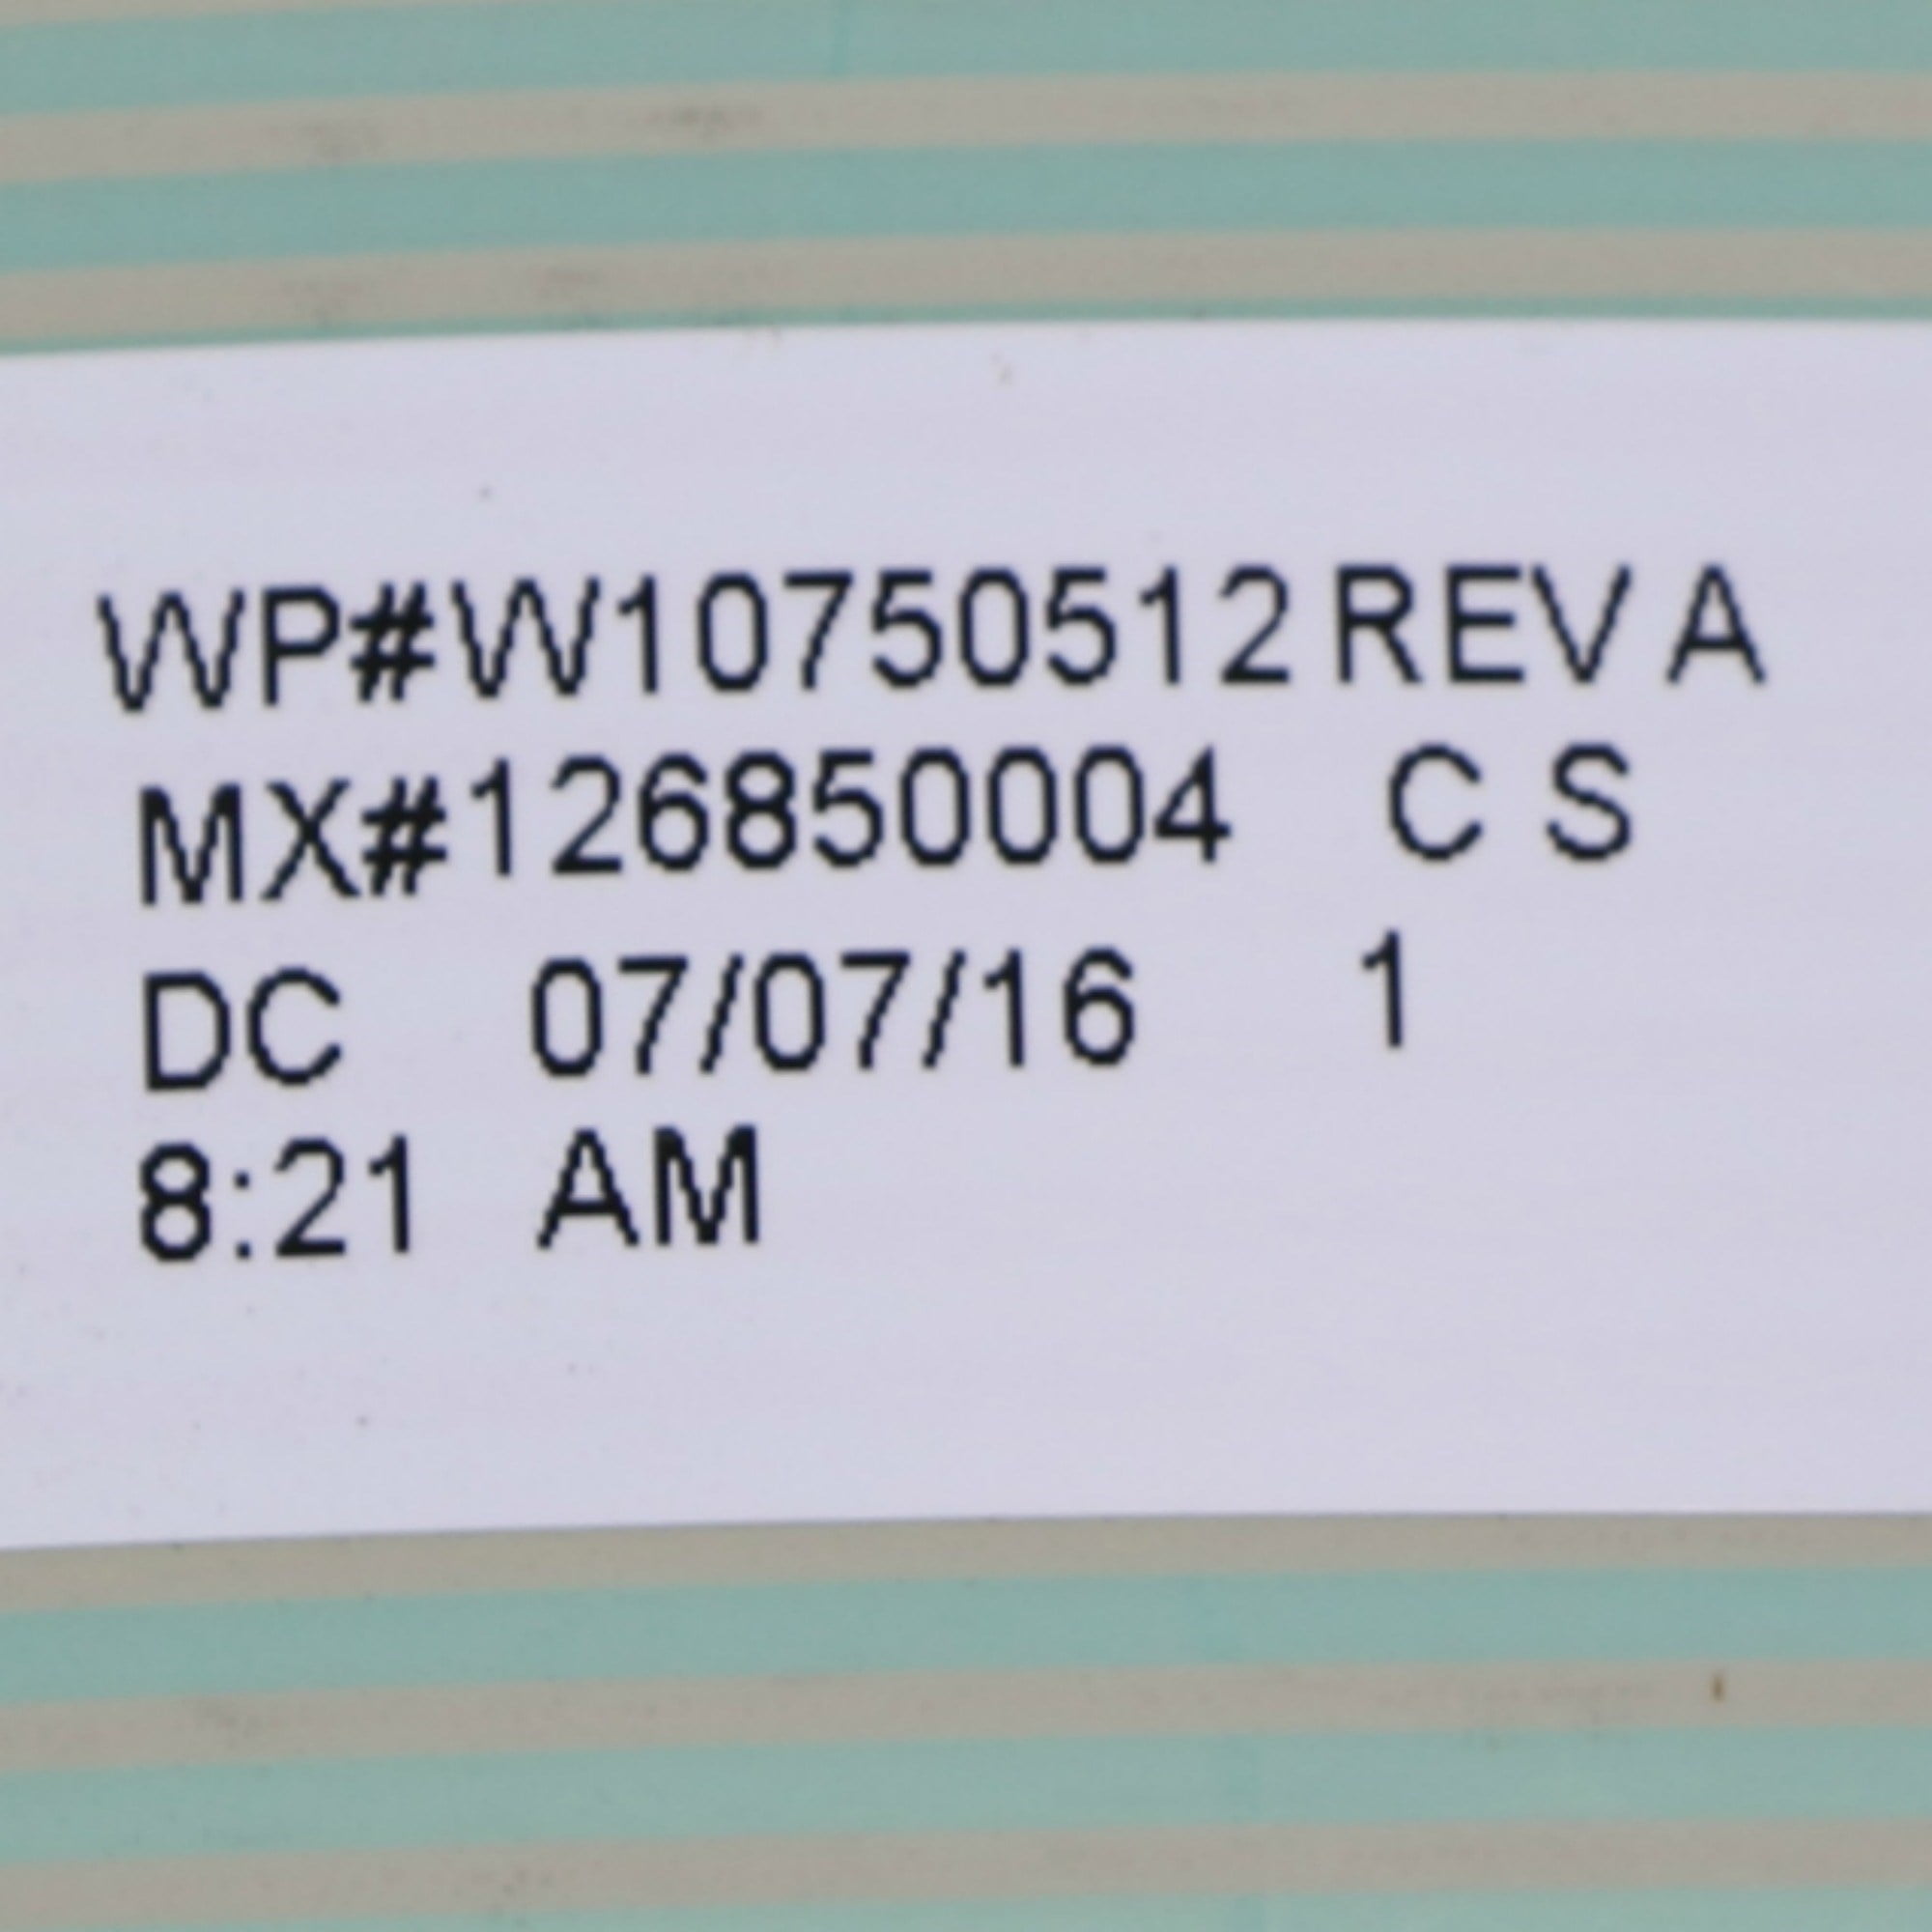 WP#W10750512 REV A
MX#126850004 C S
DC 07/07/16 1
8:21 AM